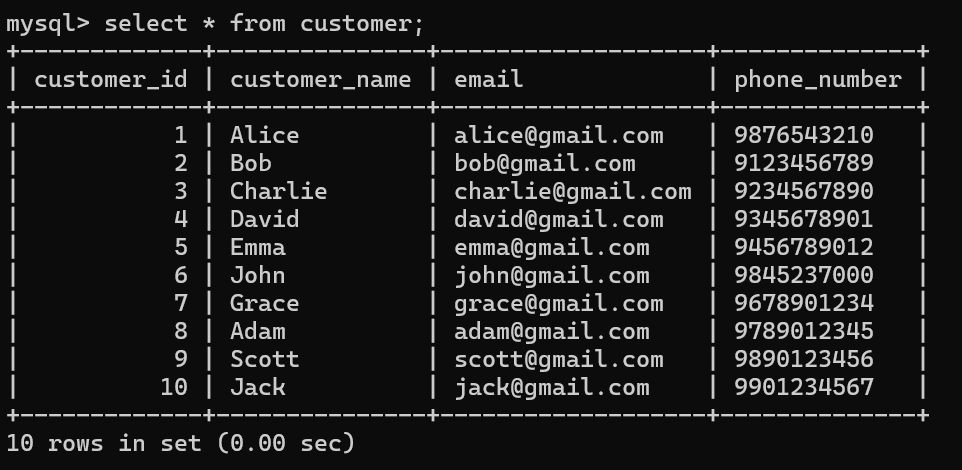 mysql> select * from customer;
+-------------+---------------+-------------------+--------------+
| customer_id | customer_name | email             | phone_number |
+-------------+---------------+-------------------+--------------+
|           1 | Alice         | alice@gmail.com   | 9876543210   |
|           2 | Bob           | bob@gmail.com     | 9123456789   |
|           3 | Charlie       | charlie@gmail.com | 9234567890   |
|           4 | David         | david@gmail.com   | 9345678901   |
|           5 | Emma          | emma@gmail.com    | 9456789012   |
|           6 | John          | john@gmail.com    | 9845237000   |
|           7 | Grace         | grace@gmail.com   | 9678901234   |
|           8 | Adam          | adam@gmail.com    | 9789012345   |
|           9 | Scott         | scott@gmail.com   | 9890123456   |
|          10 | Jack          | jack@gmail.com    | 9901234567   |
+-------------+---------------+-------------------+--------------+
10 rows in set (0.00 sec)